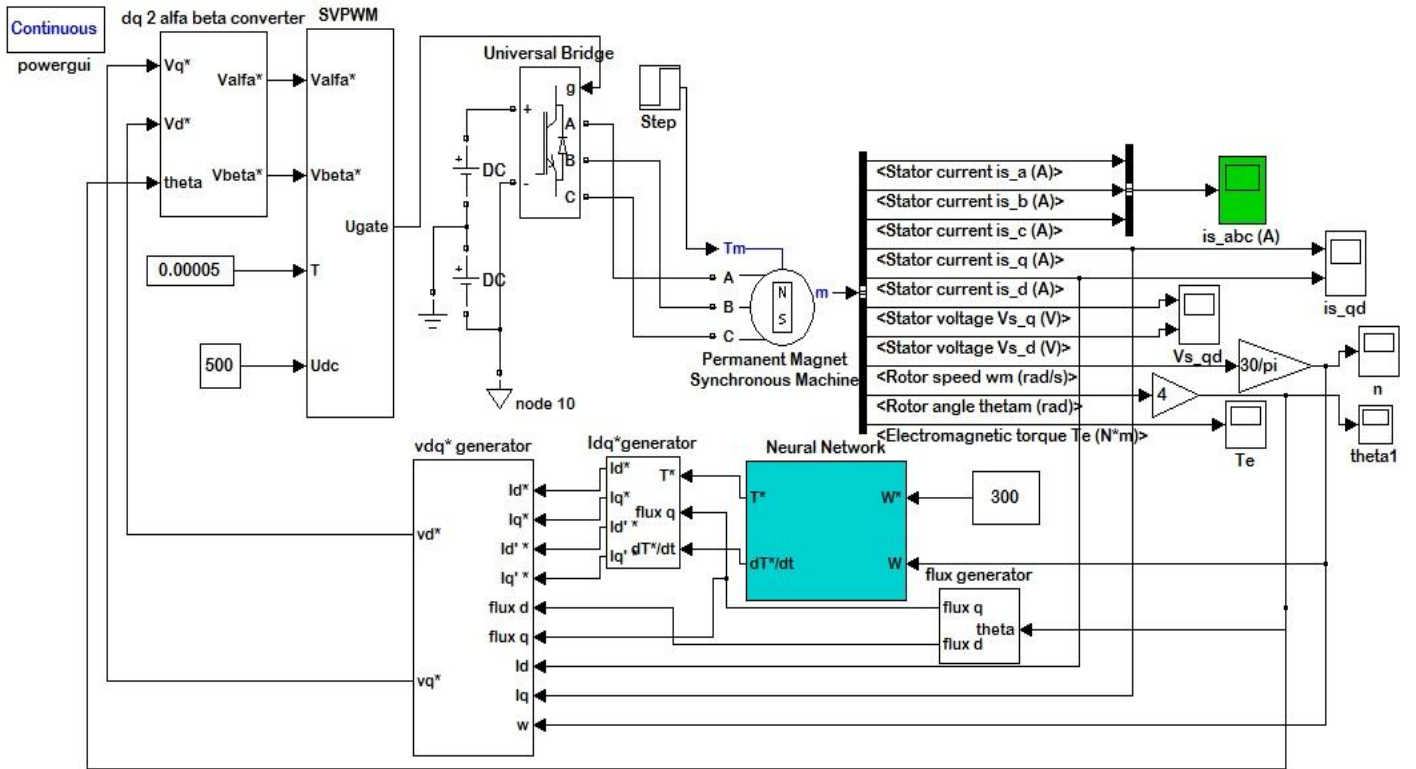 Continuous
powergui
dq 2 alfa beta converter
Vq*
Vd*
theta
Valfa*
Vbeta*
SVPWM
Valfa*
Vbeta*
Ugate
T
Udc
0.00005
500
Universal Bridge
g
+
A
B
-
C
+
DC
+
DC
node 10
Step
Tm
A
B
C
m
N
S
Permanent Magnet
Synchronous Machine
<Stator current is_a (A)>
<Stator current is_b (A)>
<Stator current is_c (A)>
<Stator current is_q (A)>
<Stator current is_d (A)>
<Stator voltage Vs_q (V)>
<Stator voltage Vs_d (V)>
<Rotor speed wm (rad/s)>
<Rotor angle thetam (rad)>
<Electromagnetic torque Te (N*m)>
is_abc (A)
is_qd
Vs_qd
30/pi
n
4
Te
theta1
vdq* generator
Id*
Iq*
Id' *
Iq' *
flux d
flux q
Id
Iq
w
vd*
vq*
Idq*generator
Id*
Iq*
Id' *
Iq' *
T*
flux q
dT*/dt
Neural Network
T*
dT*/dt
W*
W
300
flux generator
flux q
theta
flux d